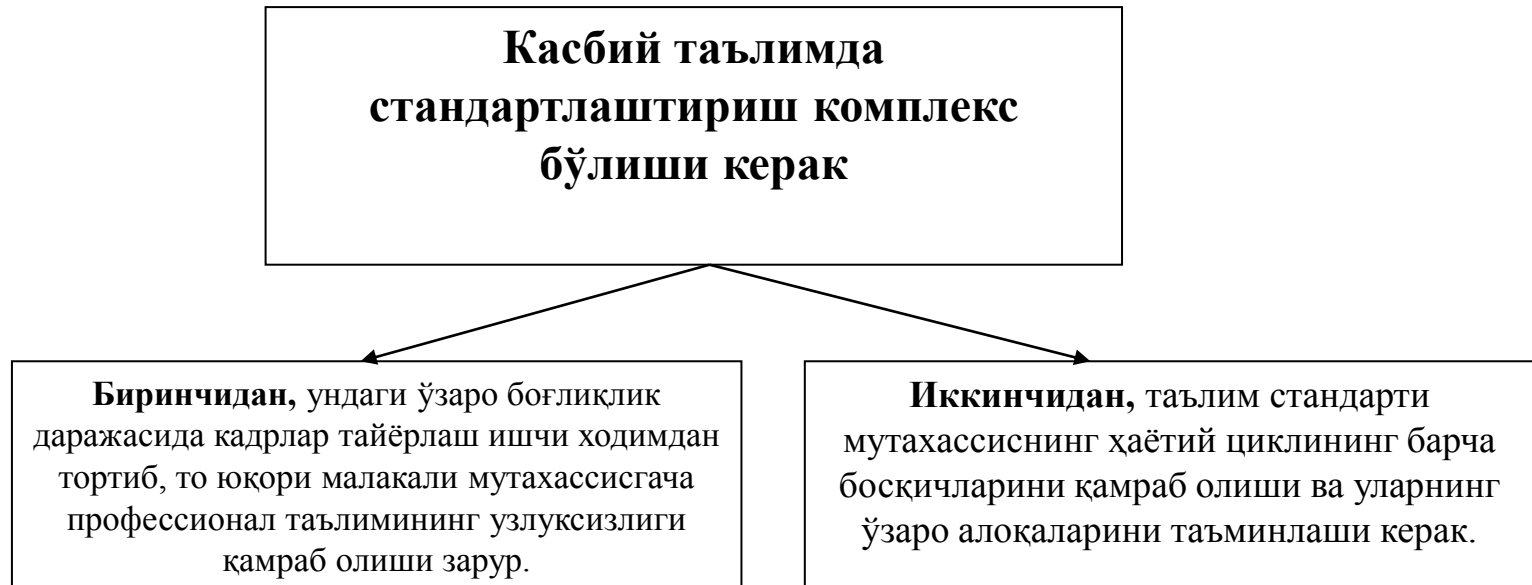 Касбий таълимда
стандартлаштириш комплекс
бўлиши керак
Биринчидан, ундаги ўзаро боғлиқлик
даражасида кадрлар тайёрлаш ишчи ходимдан
тортиб, то юқори малакали мутахассисгача
профессионал таълимининг узлуксизлиги
қамраб олиши зарур.
Иккинчидан, таълим стандарти
мутахассиснинг ҳаётий циклининг барча
босқичларини қамраб олиши ва уларнинг
ўзаро алоқаларини таъминлаши керак.